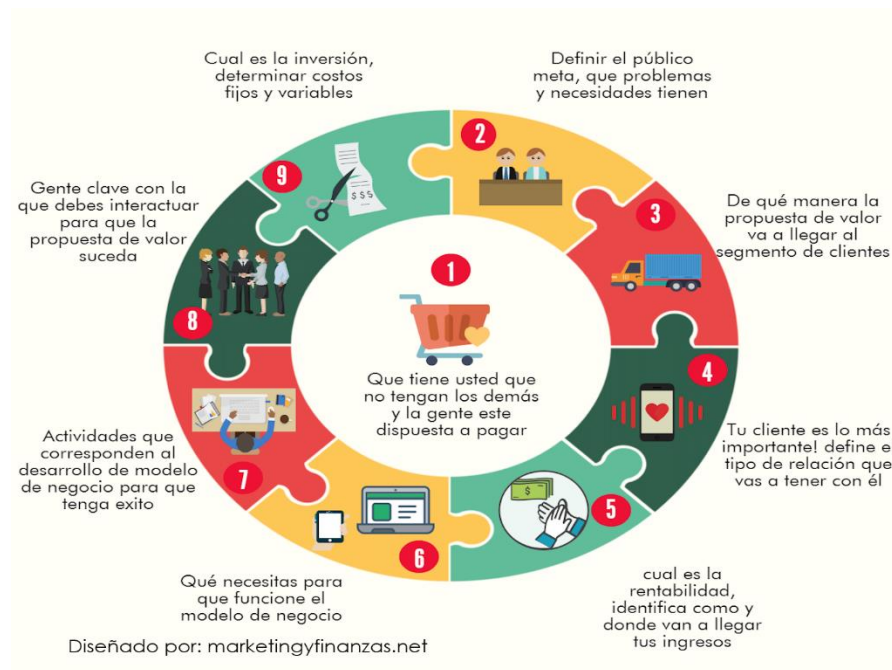 1
Que tiene usted que
no tengan los demás
y la gente este
dispuesta a pagar
2
Definir el público
meta, que problemas
y necesidades tienen
3
De qué manera la
propuesta de valor
va a llegar al
segmento de clientes
4
Tu cliente es lo más
importante! define e
tipo de relación que
vas a tener con él
5
cual es la
rentabilidad,
identifica como y
donde van a llegar
tus ingresos
6
Qué necesitas para
que funcione el
modelo de negocio
7
Actividades que
corresponden al
desarrollo de modelo
de negocio para que
tenga exito
8
Gente clave con la
que debes interactuar
para que la
propuesta de valor
suceda
9
Cual es la inversión,
determinar costos
fijos y variables
$$$
Diseñado por: marketingyfinanzas.net